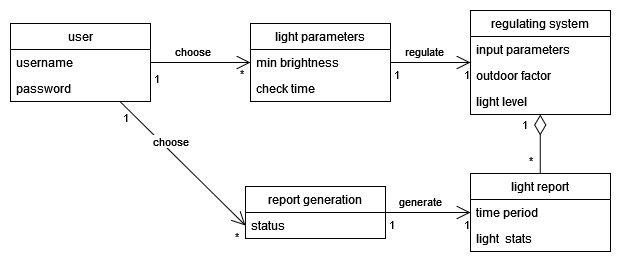 user
username
password
choose
1
*
light parameters
min brightness
check time
regulate
1
1
regulating system
input parameters
outdoor factor
light level
1
*
1
choose
*
report generation
status
generate
1
1
light report
time period
light stats